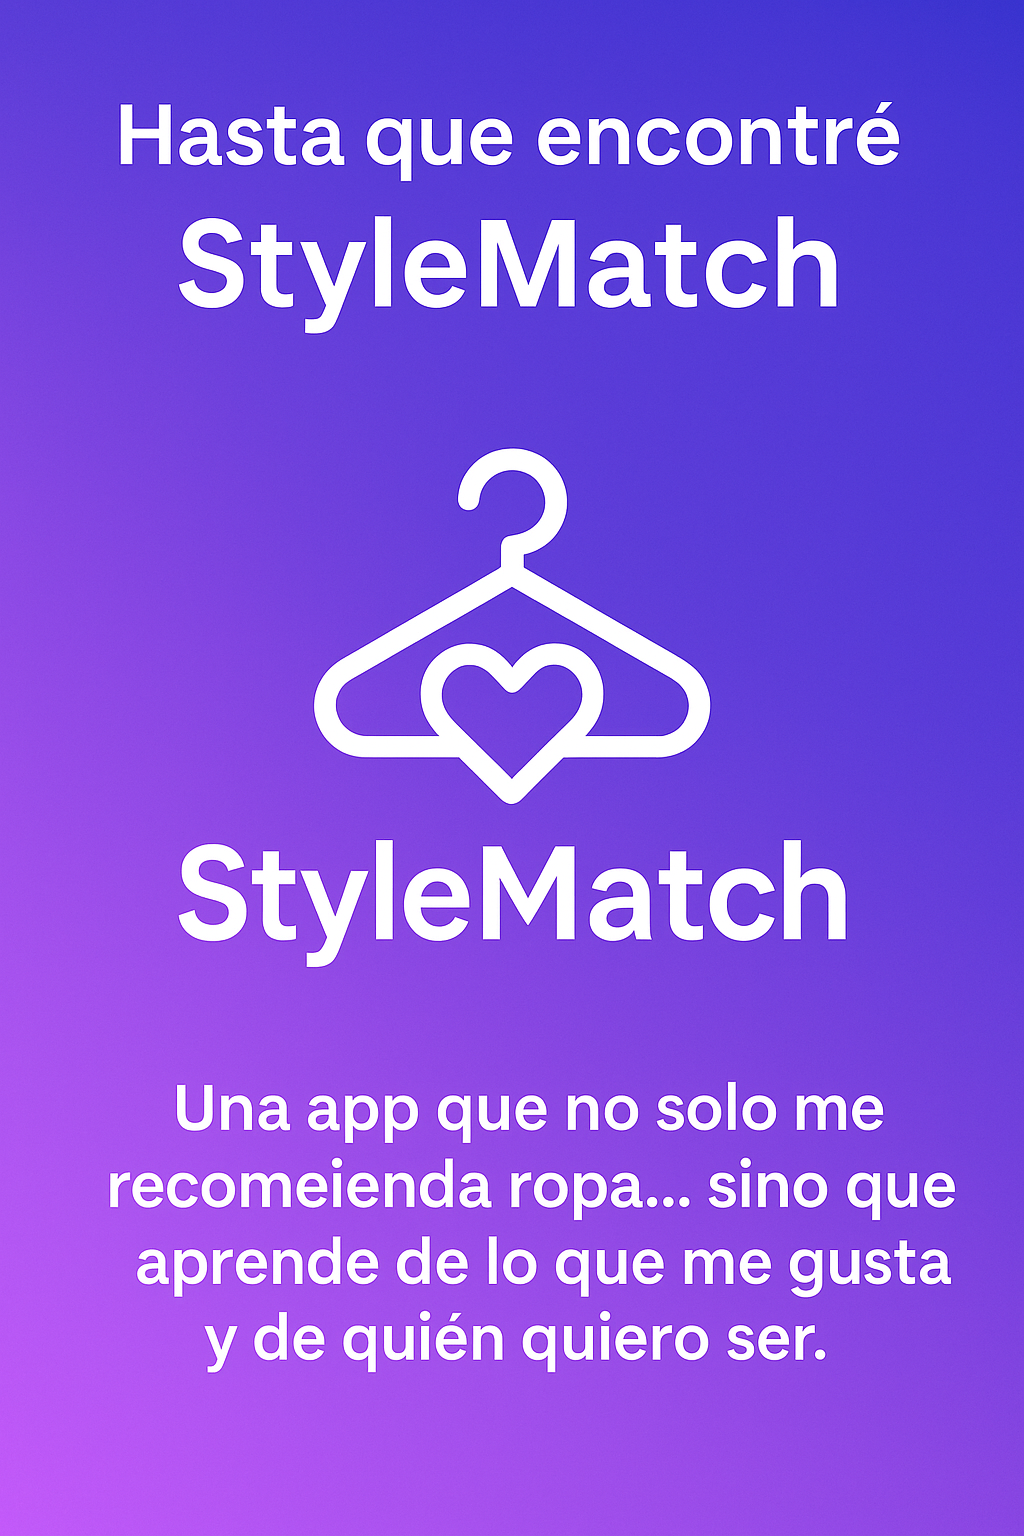 Hasta que encontré
StyleMatch
StyleMatch
Una app que no solo me
recomeienda ropa... sino que
aprende de lo que me gusta
y de quién quiero ser.